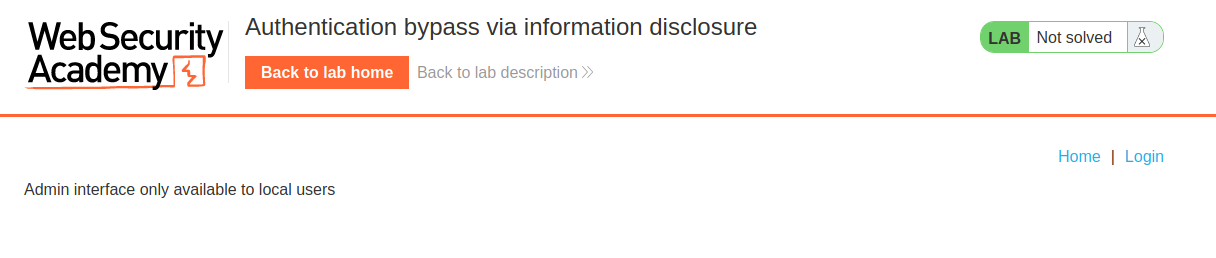 Web Security
Academy
Authentication bypass via information disclosure
Back to lab home
Back to lab description
LAB
Not solved
Home | Login
Admin interface only available to local users